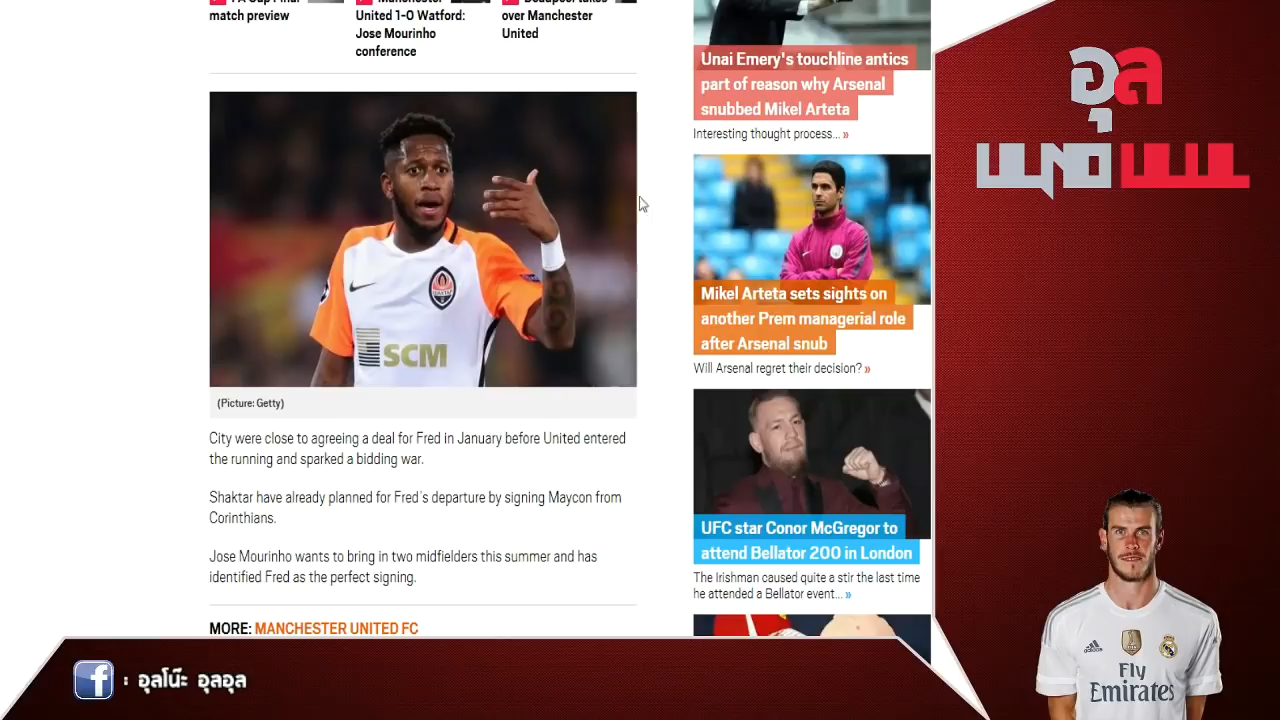 match preview
United 1-0 Watford:
Jose Mourinho
conference
over Manchester
United
SCM
(Picture: Getty)
City were close to agreeing a deal for Fred in January before United entered
the running and sparked a bidding war.
Shaktar have already planned for Fred´s departure by signing Maycon from
Corinthians.
Jose Mourinho wants to bring in two midfielders this summer and has
identified Fred as the perfect signing.
MORE: MANCHESTER UNITED FC
Unai Emery's touchline antics
part of reason why Arsenal
snubbed Mikel Arteta
Interesting thought process... »
Mikel Arteta sets sights on
another Prem managerial role
after Arsenal snub
Will Arsenal regret their decision? »
UFC star Conor McGregor to
attend Bellator 200 in London
The Irishman caused quite a stir the last time
he attended a Bellator event... »
อุล
adidas
Fly
Emirates
f : อุลโน๊ะ อุลอุล